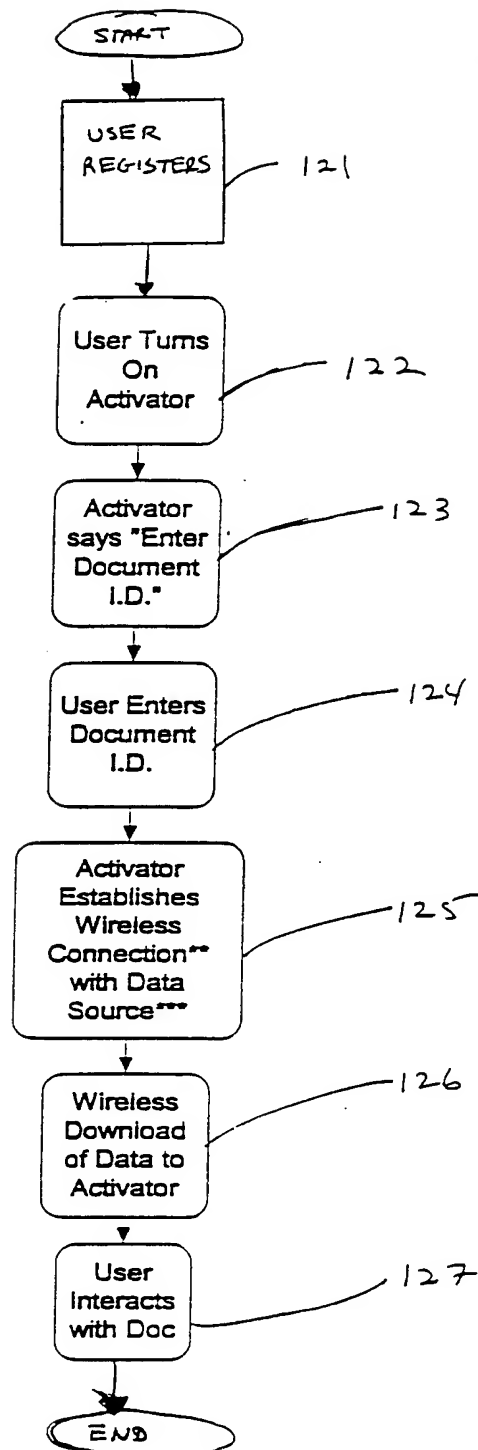 START
USER
REGISTERS
121
User Turns
On
Activator
122
Activator
says "Enter
Document
I.D."
123
User Enters
Document
I.D.
124
Activator
Establishes
Wireless
Connection**
with Data
Source***
125
Wireless
Download
of Data to
Activator
126
User
Interacts
with Doc
127
END